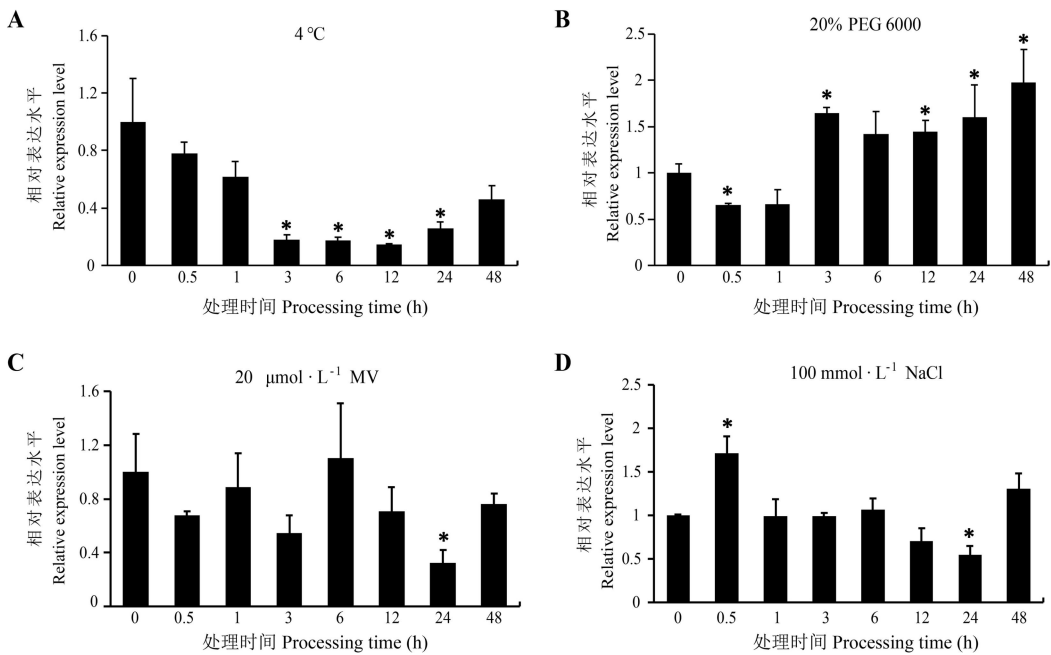 A
4 ℃
相对表达水平
Relative expression level
1.6
1.2
0.8
0.4
0
*
*
*
*
0 0.5 1 3 6 12 24 48
处理时间 Processing time (h)
B
20% PEG 6000
相对表达水平
Relative expression level
2.5
2
1.5
1
0.5
0
*
*
*
*
*
0 0.5 1 3 6 12 24 48
处理时间 Processing time (h)
C
20 μmol · L⁻¹ MV
相对表达水平
Relative expression level
1.6
1.2
0.8
0.4
0
*
0 0.5 1 3 6 12 24 48
处理时间 Processing time (h)
D
100 mmol · L⁻¹ NaCl
相对表达水平
Relative expression level
2.5
2
1.5
1
0.5
0
*
*
0 0.5 1 3 6 12 24 48
处理时间 Processing time (h)